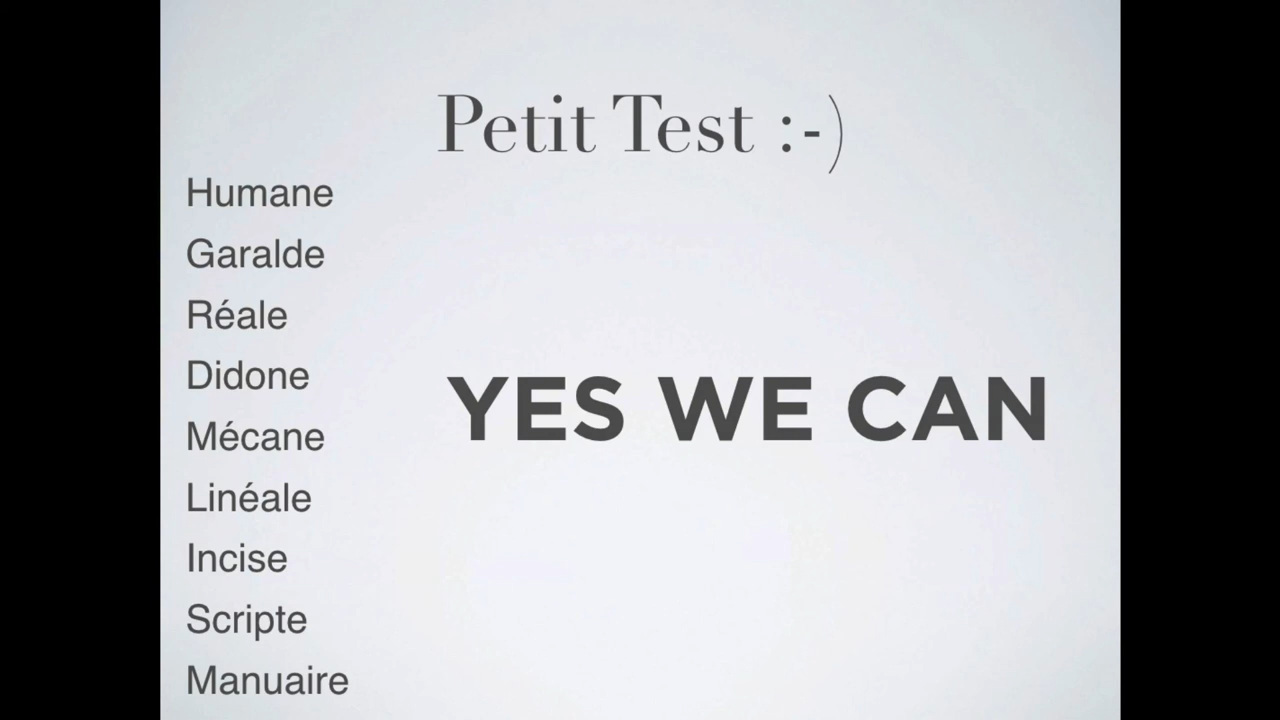 Petit Test :-)
Humane
Garalde
Réale
Didone
Mécane
Linéale
Incise
Scripte
Manuaire
YES WE CAN